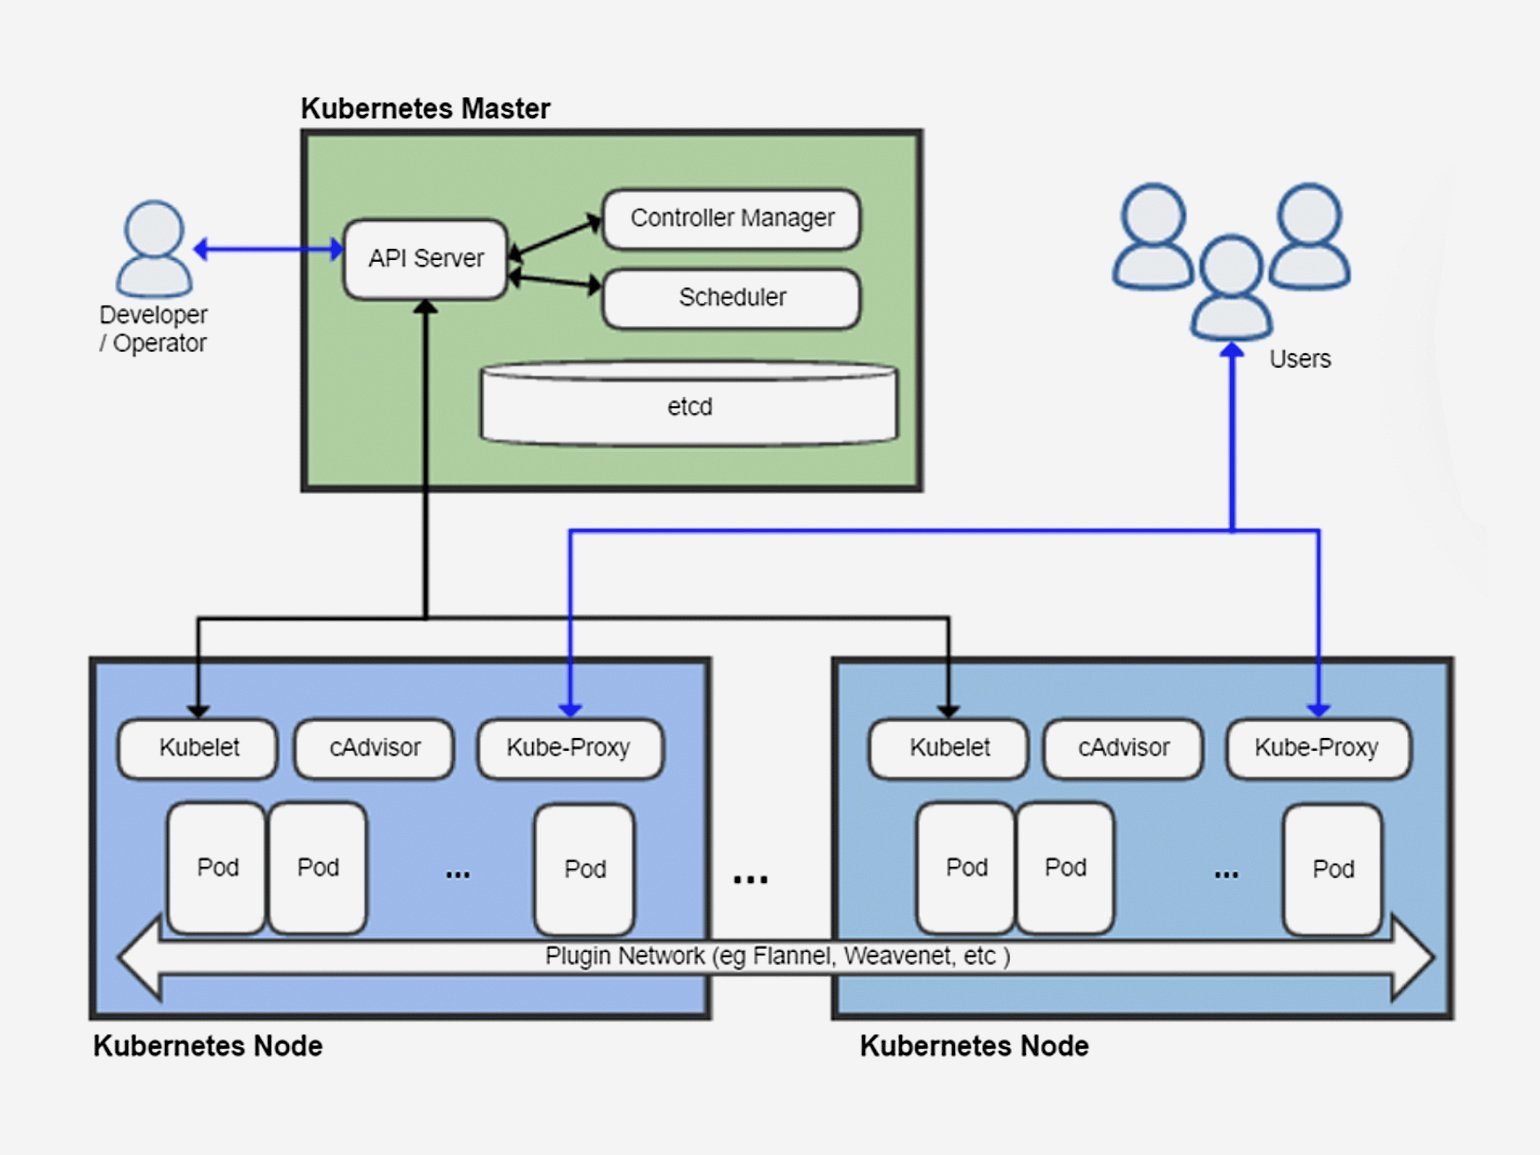 Kubernetes Master
Controller Manager
API Server
Scheduler
Developer
/ Operator
Users
etcd
Kubelet
cAdvisor
Kube-Proxy
Kubelet
cAdvisor
Kube-Proxy
Pod
Pod
...
Pod
...
Pod
Pod
...
Pod
Plugin Network (eg Flannel, Weavenet, etc )
Kubernetes Node
Kubernetes Node